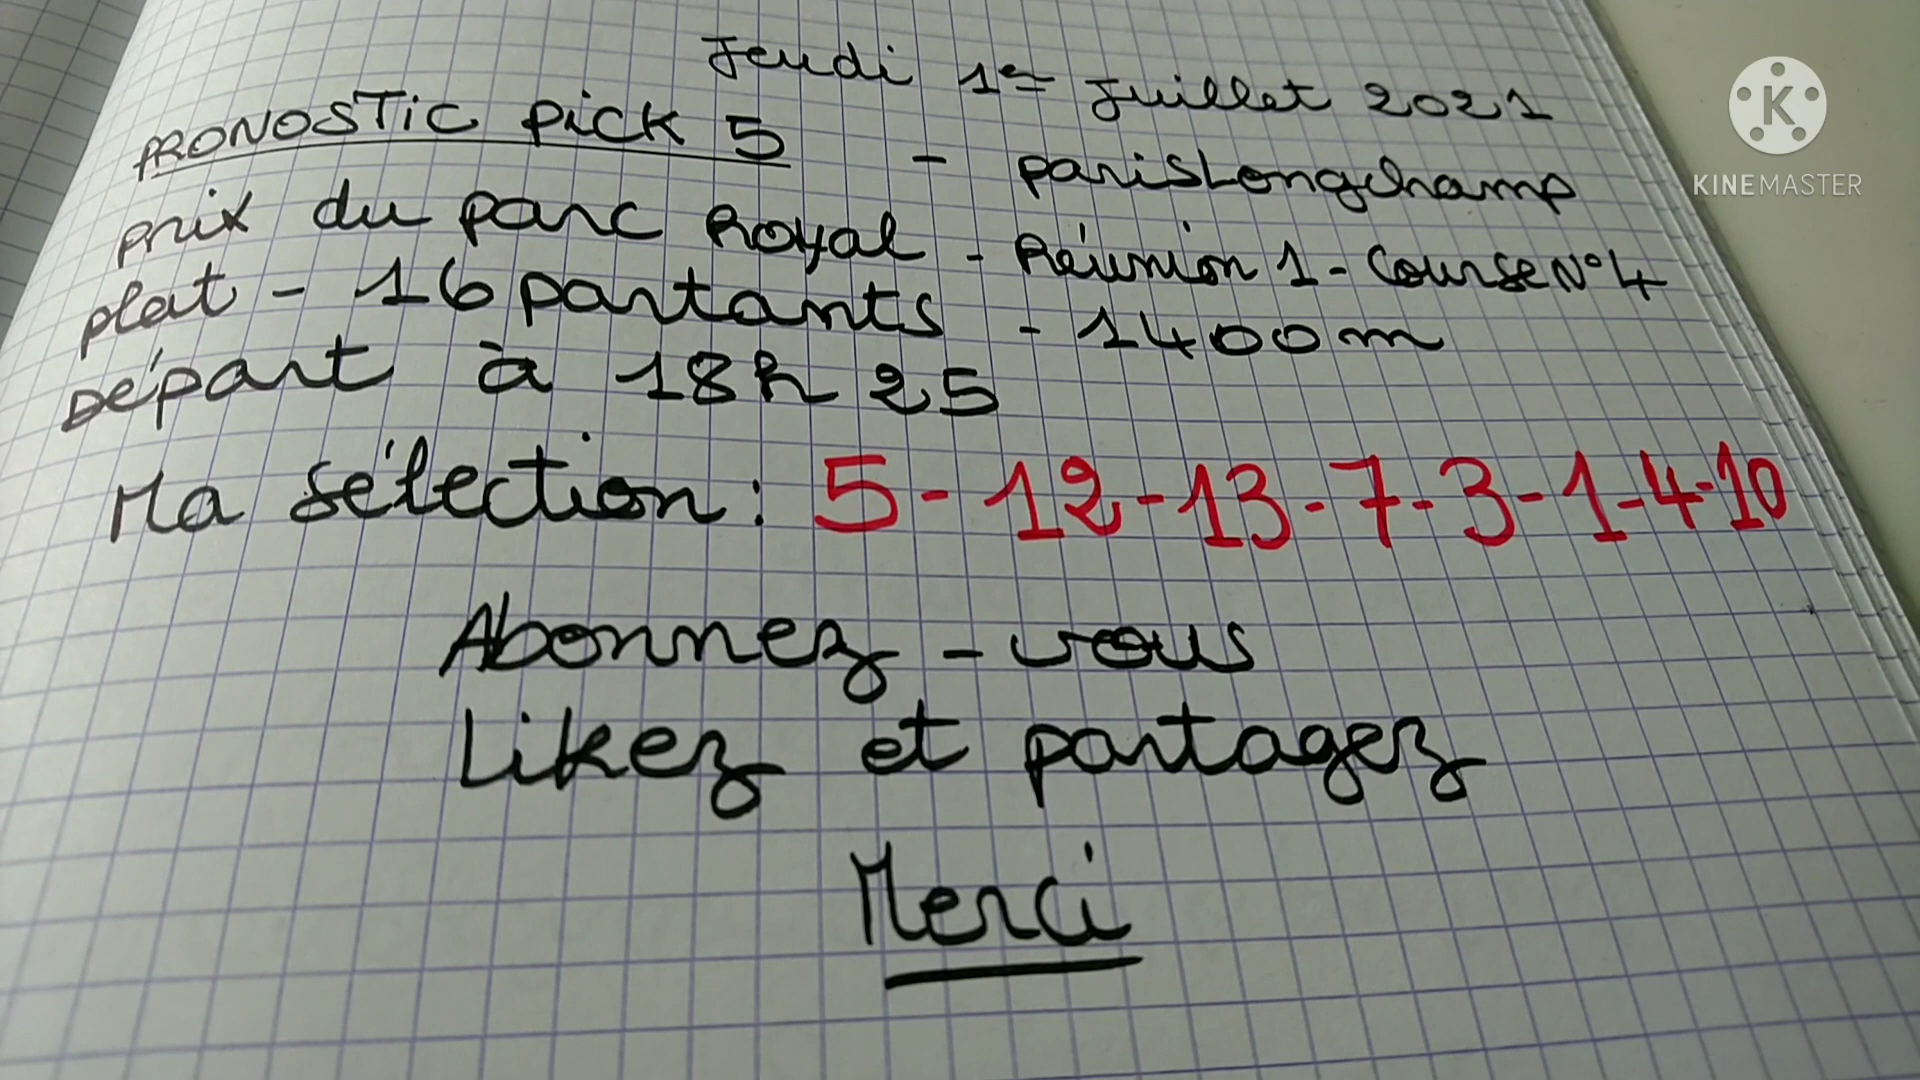 Jeudi 1er Juillet 2021
PRONOSTIC PICK 5 - PARISLongchamp
prix du parc Royal - Réunion 1 - Course N° 4
plat - 16 partants - 1400m
Départ à 18h25
Ma sélection : 5 - 12 - 13 - 7 - 3 - 1 - 4 - 10
Abonnez - vous
Likez et partagez
Merci
K
KINEMASTER